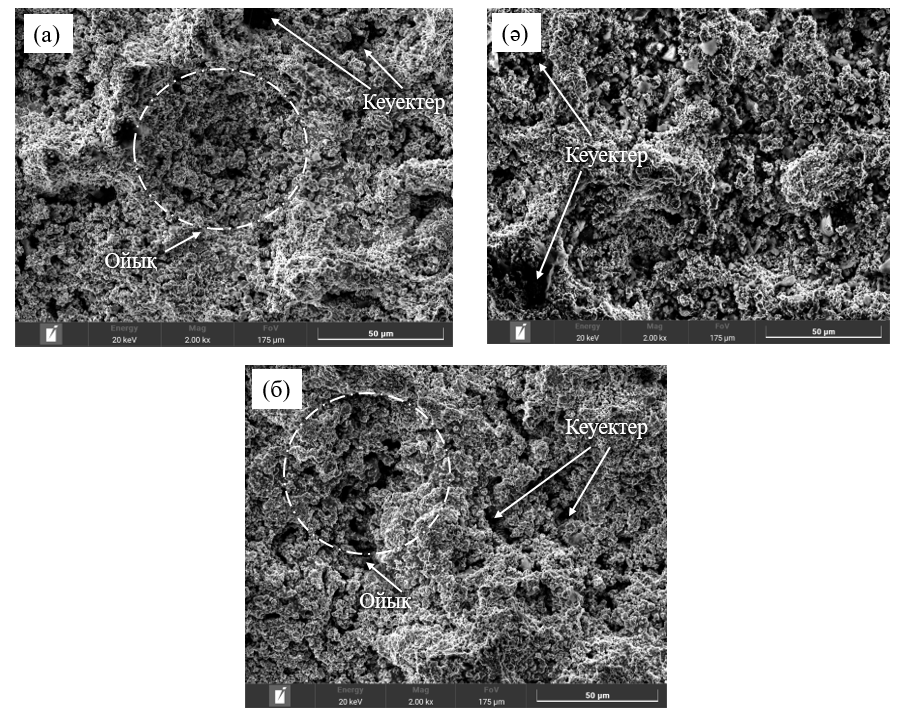 (а)
Кеуектер
Ойық
Energy Mag FoV
20 keV 2.00 kx 175 µm 50 µm
(ә)
Кеуектер
Energy Mag FoV
20 keV 2.00 kx 175 µm 50 µm
(б)
Кеуектер
Ойық
Energy Mag FoV
20 keV 2.00 kx 175 µm 50 µm